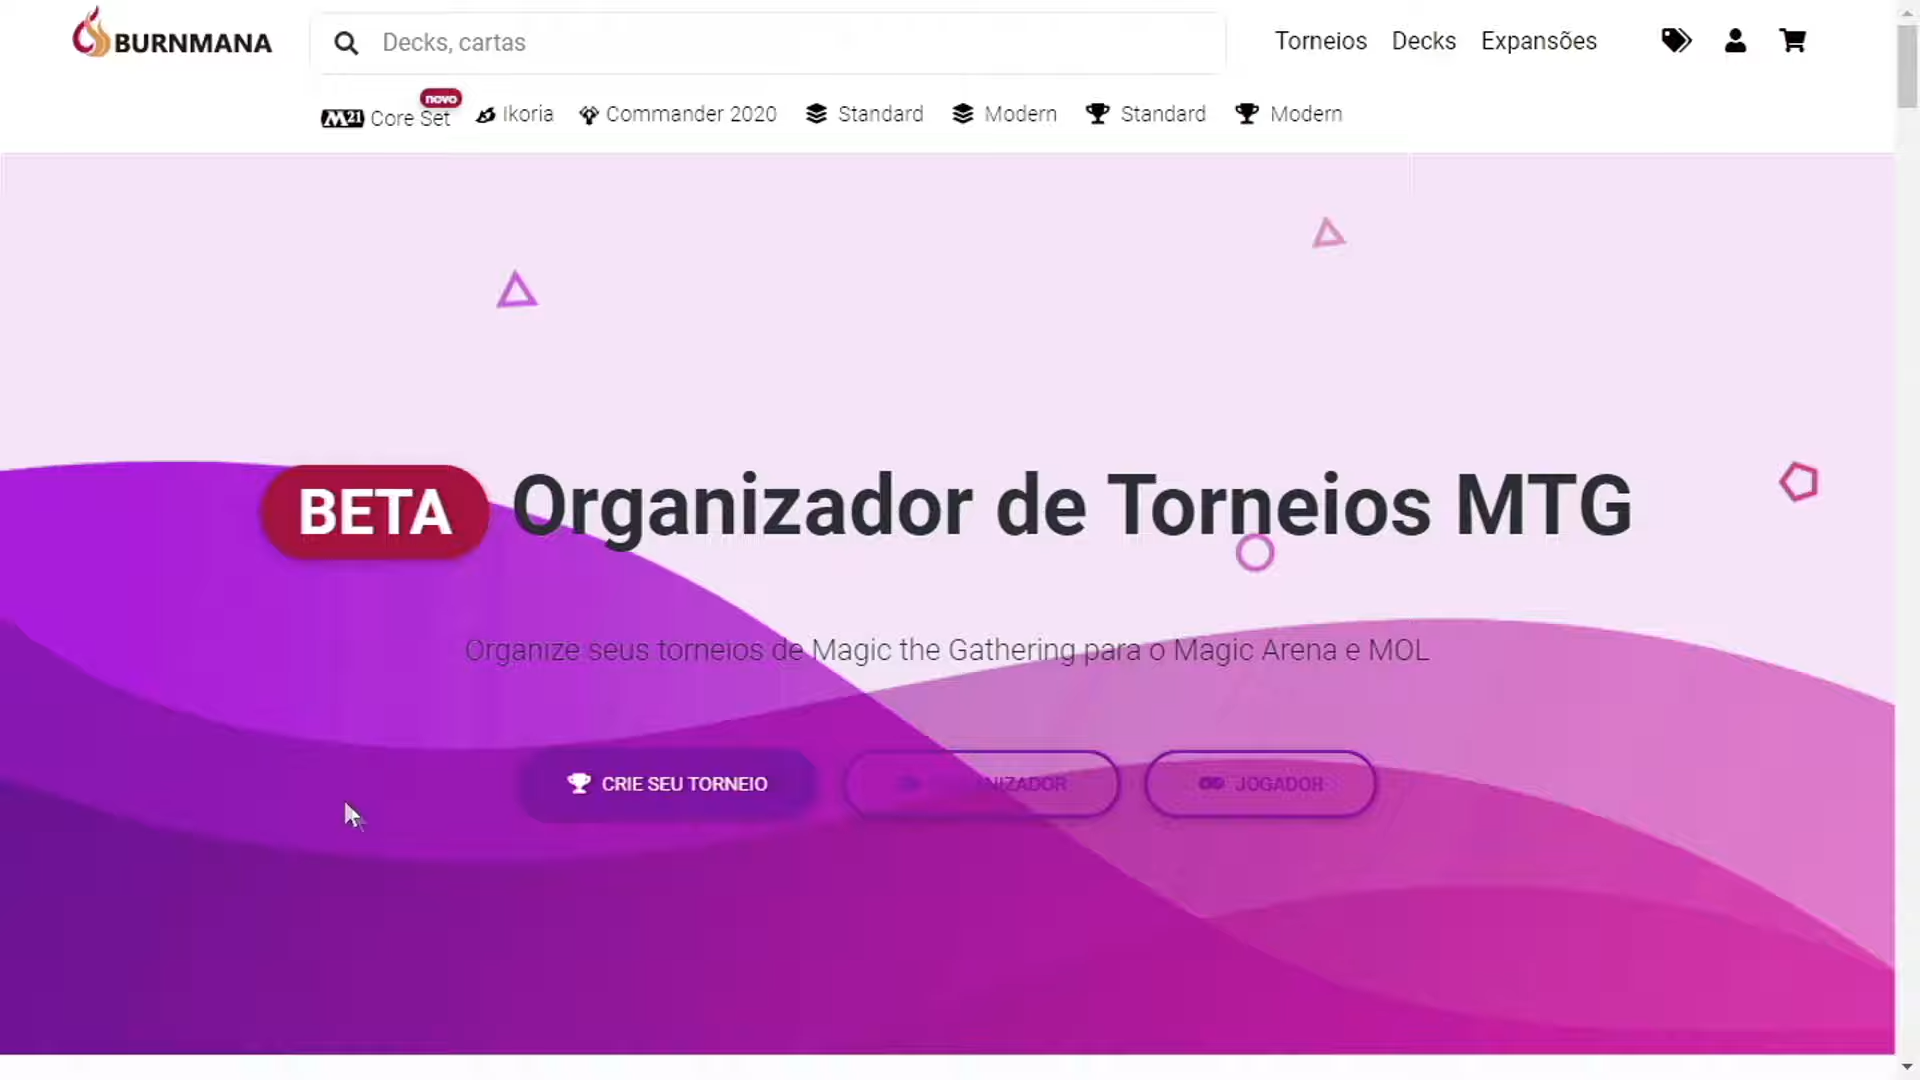 BURNMANA
Decks, cartas
Torneios Decks Expansões
M21 Core Set novo Ikoria Commander 2020 Standard Modern Standard Modern
BETA Organizador de Torneios MTG
Organize seus torneios de Magic the Gathering para o Magic Arena e MOL
CRIE SEU TORNEIO JOGADOR